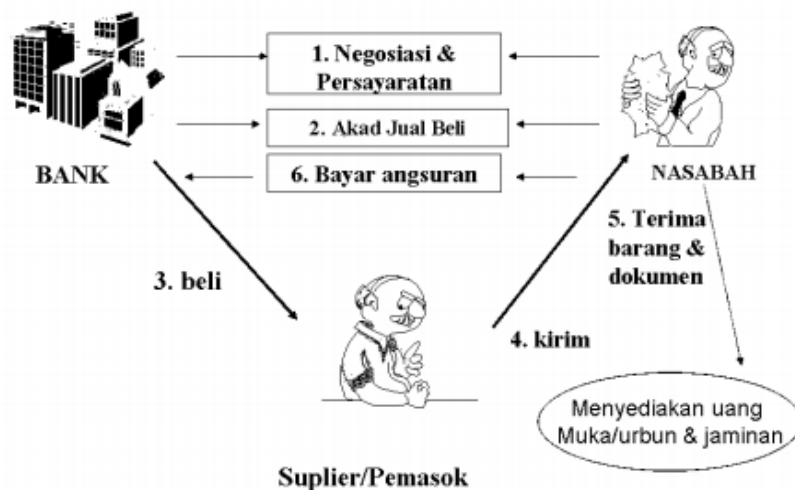 1. Negosiasi &
Persayaratan
2. Akad Jual Beli
6. Bayar angsuran
BANK
NASABAH
5. Terima
barang &
dokumen
3. beli
4. kirim
Menyediakan uang
Muka/urbun & jaminan
Suplier/Pemasok